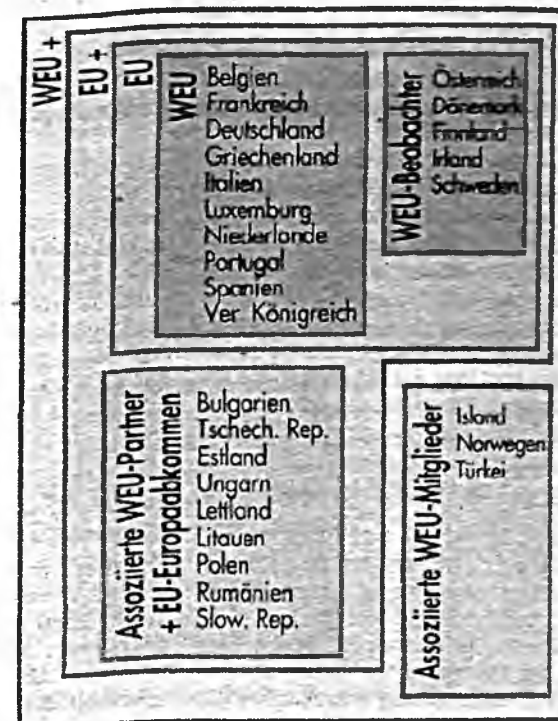 WEU +
EU +
EU
WEU
Belgien
Frankreich
Deutschland
Griechenland
Italien
Luxemburg
Niederlande
Portugal
Spanien
Ver. Königreich
WEU-Beobachter
Österreich
Dänemark
Finnland
Irland
Schweden
Assoziierte WEU-Partner
+ EU-Europaabkommen
Bulgarien
Tschech. Rep.
Estland
Ungarn
Lettland
Litauen
Polen
Rumänien
Slow. Rep.
Assoziierte WEU-Mitglieder
Island
Norwegen
Türkei